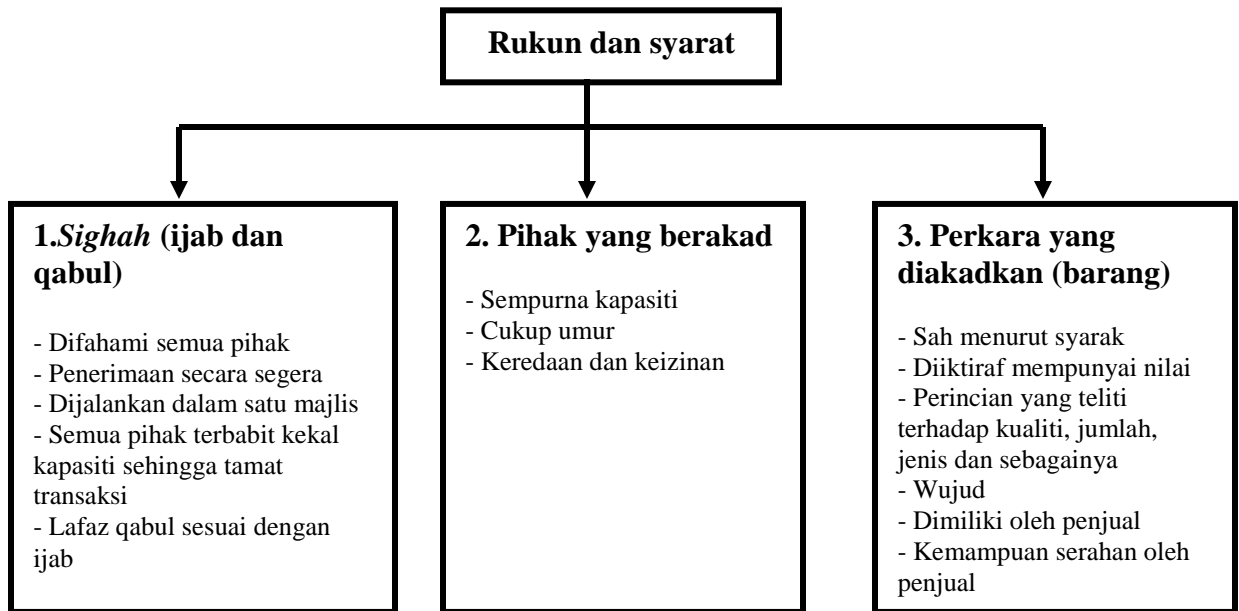 Rukun dan syarat
1.Sighah (ijab dan
qabul)
- Difahami semua pihak
- Penerimaan secara segera
- Dijalankan dalam satu majlis
- Semua pihak terbabit kekal
kapasiti sehingga tamat
transaksi
- Lafaz qabul sesuai dengan
ijab
2. Pihak yang berakad
- Sempurna kapasiti
- Cukup umur
- Keredaan dan keizinan
3. Perkara yang
diakadkan (barang)
- Sah menurut syarak
- Diiktiraf mempunyai nilai
- Perincian yang teliti
terhadap kualiti, jumlah,
jenis dan sebagainya
- Wujud
- Dimiliki oleh penjual
- Kemampuan serahan oleh
penjual